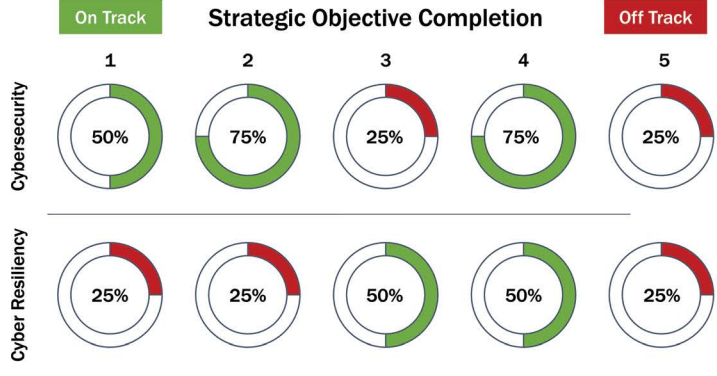 On Track
Strategic Objective Completion
Off Track
1 2 3 4 5
Cybersecurity
50% 75% 25% 75% 25%
Cyber Resiliency
25% 25% 50% 50% 25%